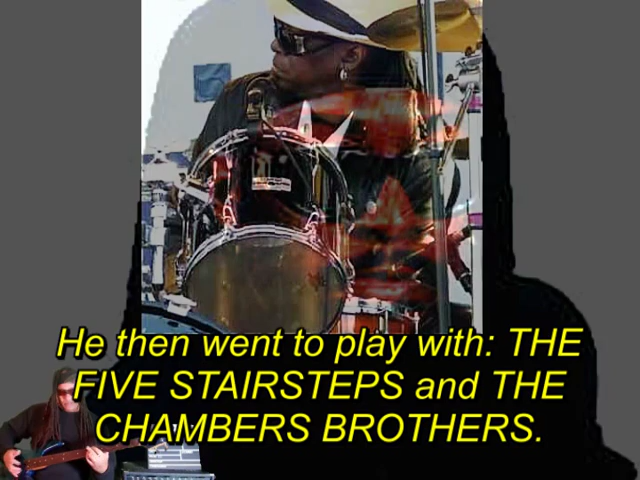 He then went to play with: THE
FIVE STAIRSTEPS and THE
CHAMBERS BROTHERS.